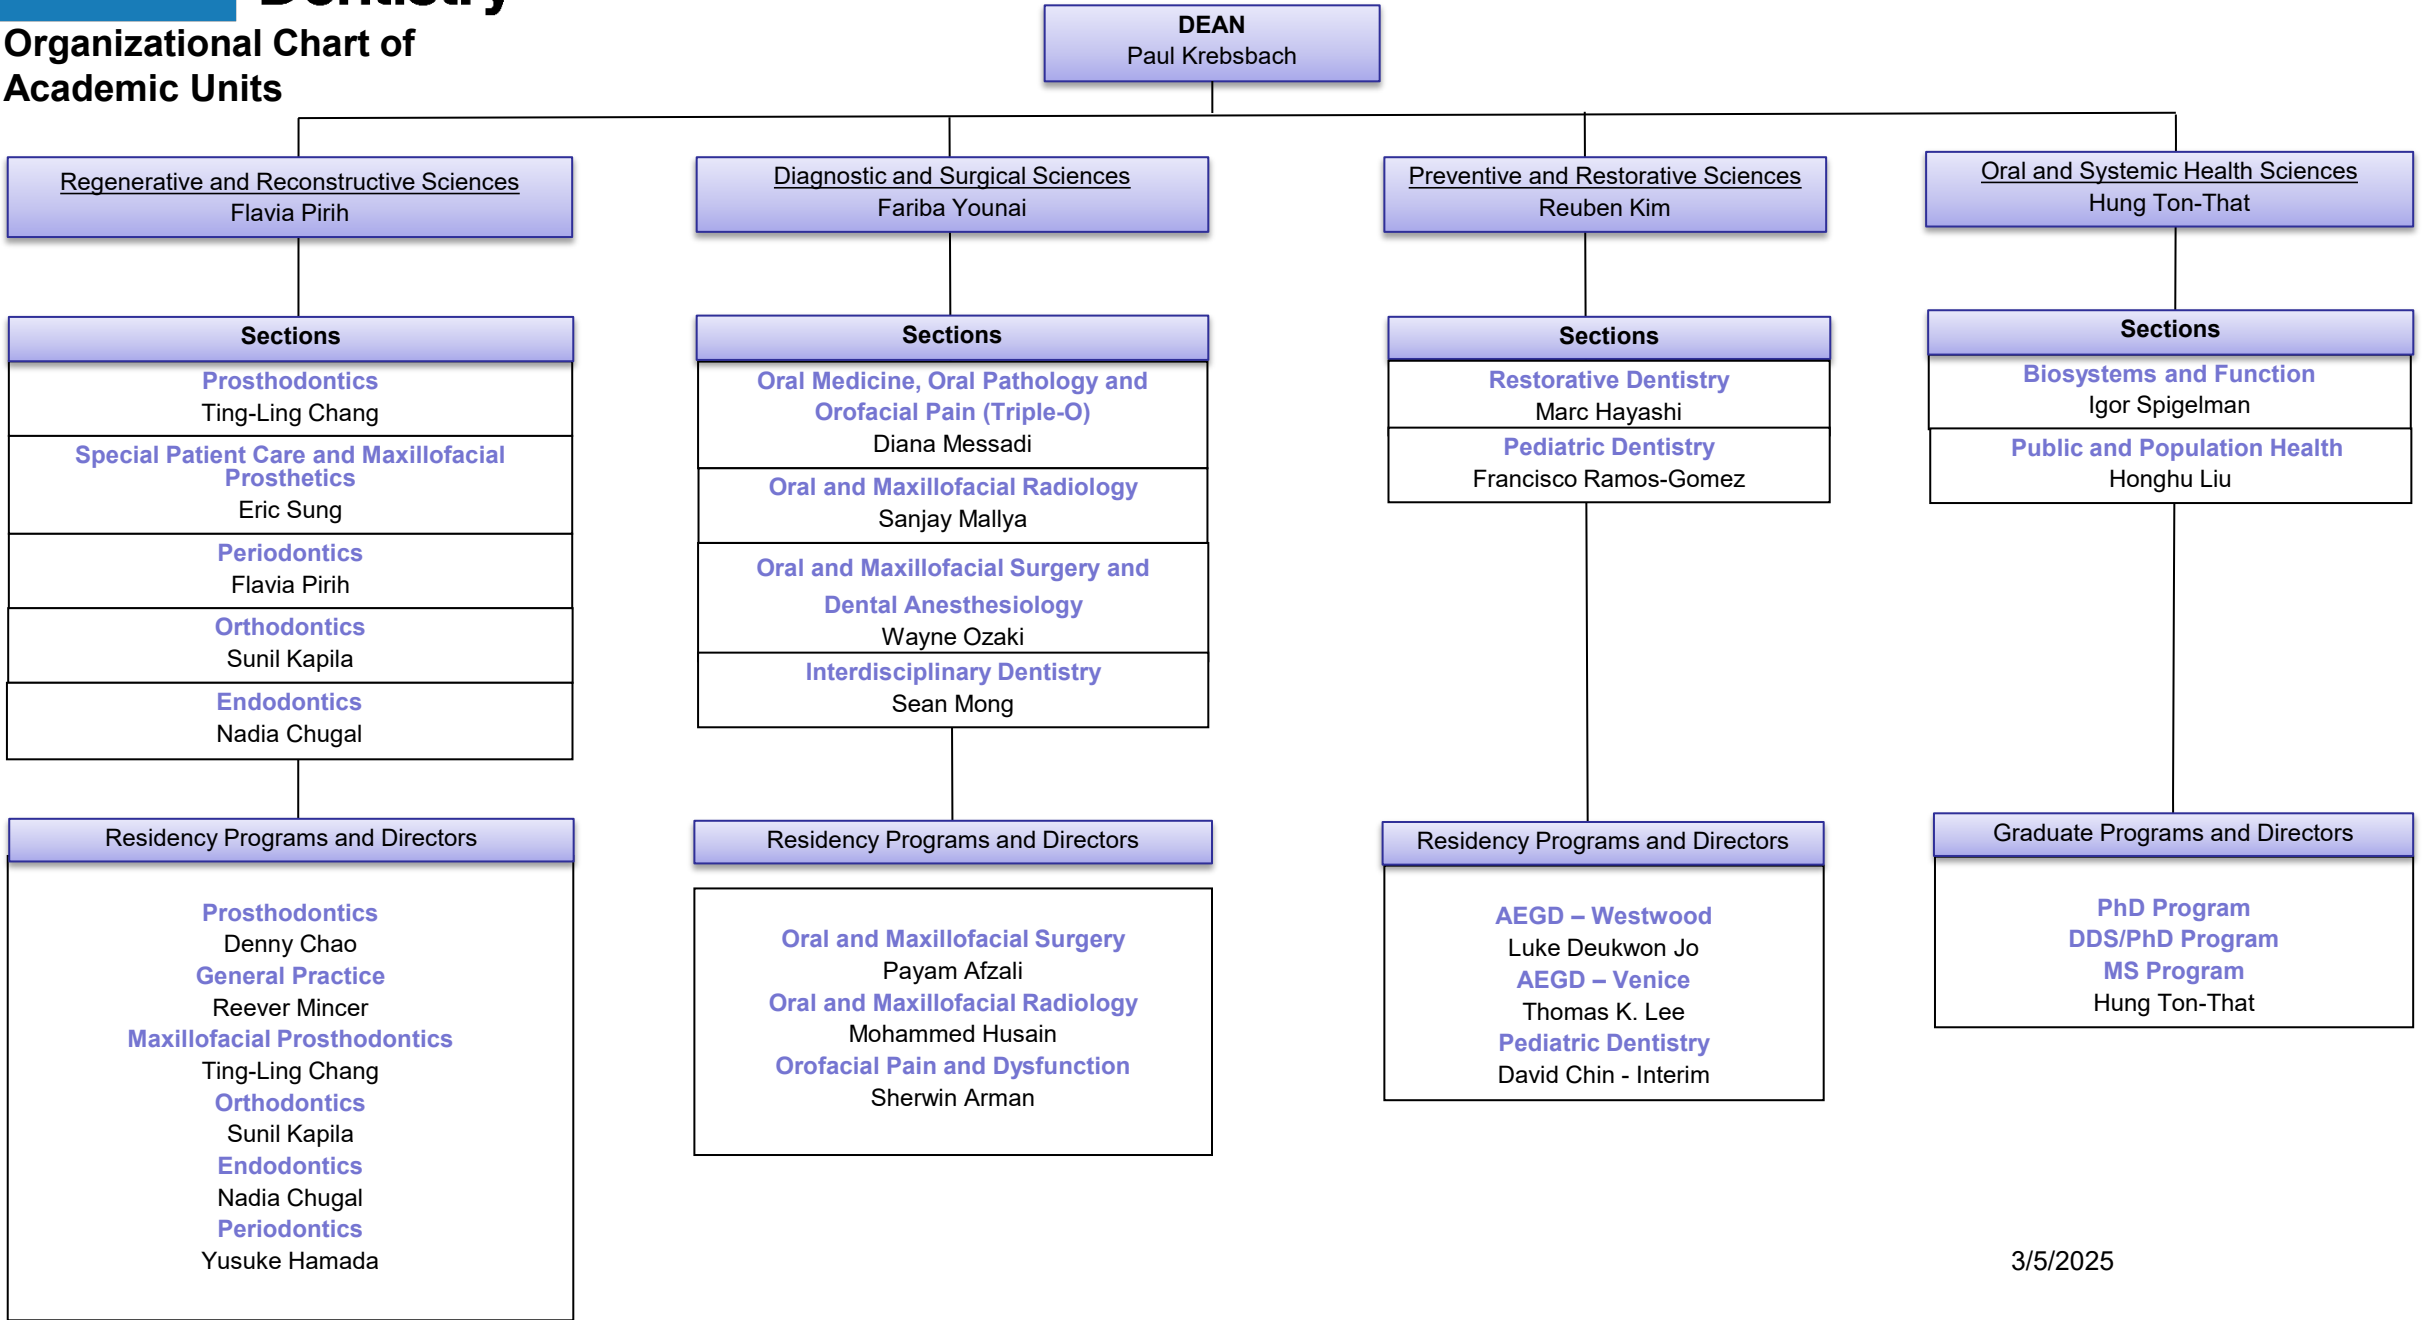 Dentistry
Organizational Chart of
Academic Units
DEAN
Paul Krebsbach
Regenerative and Reconstructive Sciences
Flavia Pirih
Sections
Prosthodontics
Ting-Ling Chang
Special Patient Care and Maxillofacial
Prosthetics
Eric Sung
Periodontics
Flavia Pirih
Orthodontics
Sunil Kapila
Endodontics
Nadia Chugal
Residency Programs and Directors
Prosthodontics
Denny Chao
General Practice
Reever Mincer
Maxillofacial Prosthodontics
Ting-Ling Chang
Orthodontics
Sunil Kapila
Endodontics
Nadia Chugal
Periodontics
Yusuke Hamada
Diagnostic and Surgical Sciences
Fariba Younai
Sections
Oral Medicine, Oral Pathology and
Orofacial Pain (Triple-O)
Diana Messadi
Oral and Maxillofacial Radiology
Sanjay Mallya
Oral and Maxillofacial Surgery and
Dental Anesthesiology
Wayne Ozaki
Interdisciplinary Dentistry
Sean Mong
Residency Programs and Directors
Oral and Maxillofacial Surgery
Payam Afzali
Oral and Maxillofacial Radiology
Mohammed Husain
Orofacial Pain and Dysfunction
Sherwin Arman
Preventive and Restorative Sciences
Reuben Kim
Sections
Restorative Dentistry
Marc Hayashi
Pediatric Dentistry
Francisco Ramos-Gomez
Residency Programs and Directors
AEGD – Westwood
Luke Deukwon Jo
AEGD – Venice
Thomas K. Lee
Pediatric Dentistry
David Chin - Interim
Oral and Systemic Health Sciences
Hung Ton-That
Sections
Biosystems and Function
Igor Spigelman
Public and Population Health
Honghu Liu
Graduate Programs and Directors
PhD Program
DDS/PhD Program
MS Program
Hung Ton-That
3/5/2025